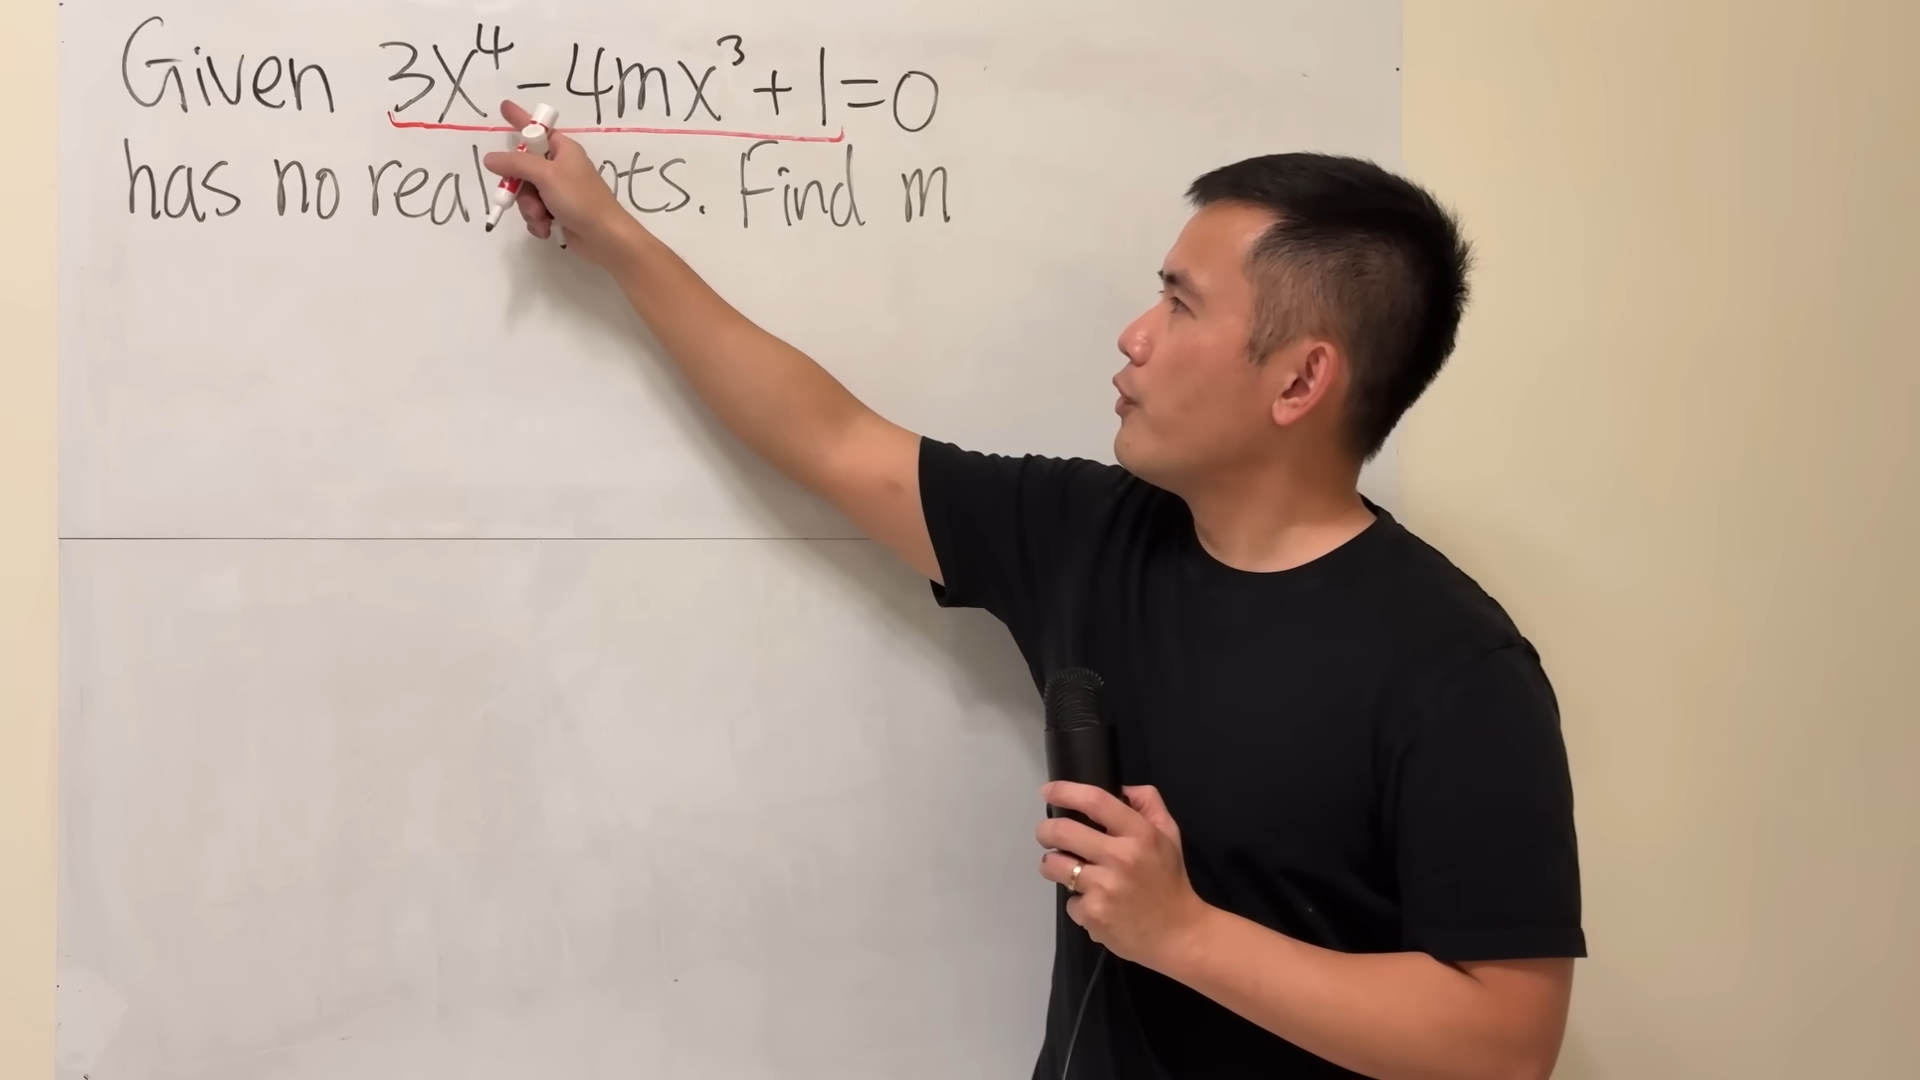 Given 3x⁴-4mx³+1=0
has no real ots. Find m